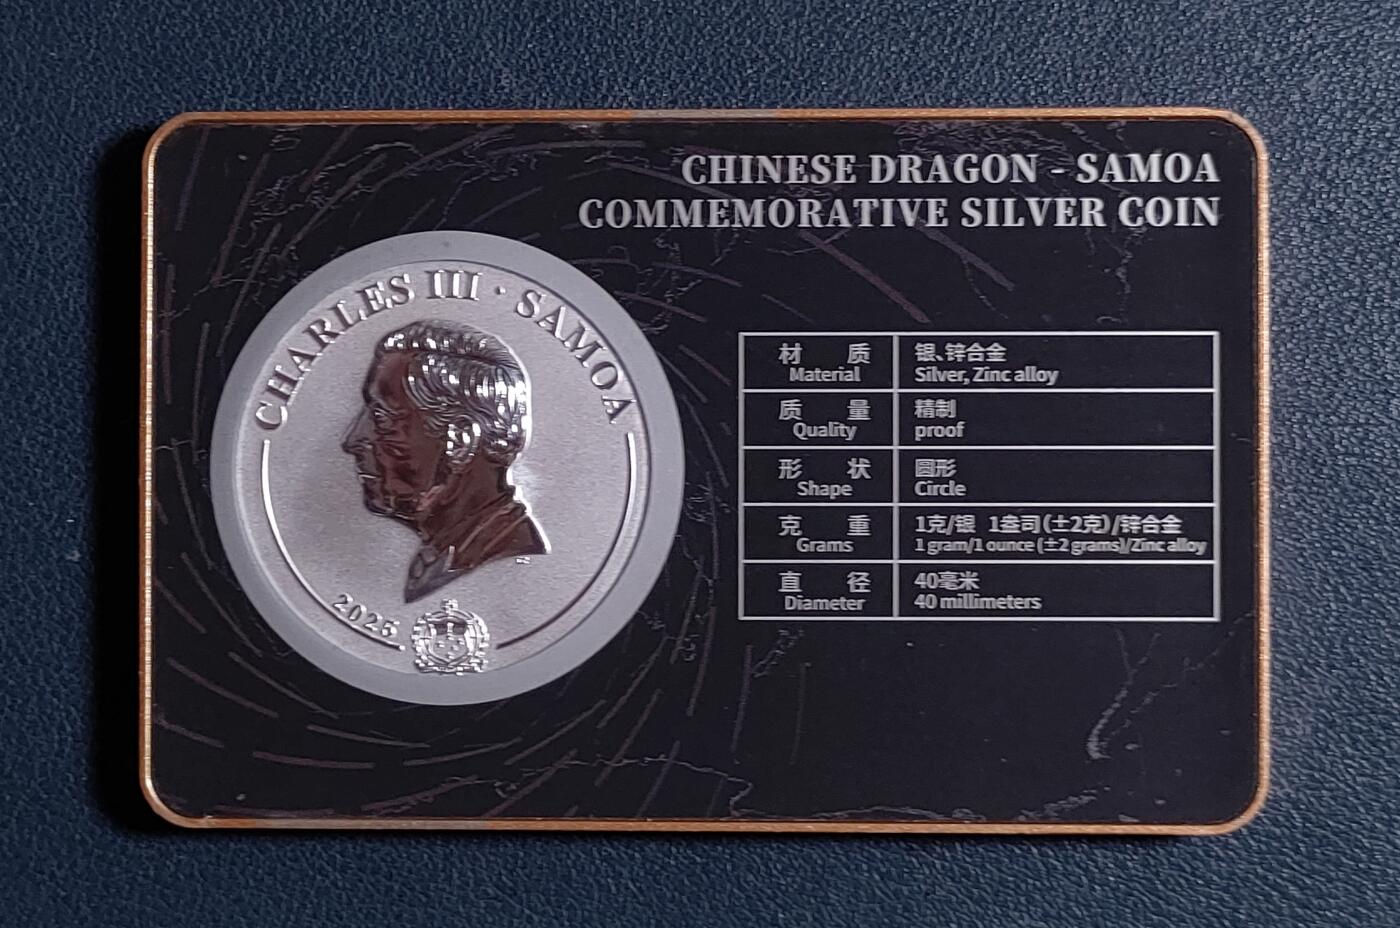 CHINESE DRAGON - SAMOA
COMMEMORATIVE SILVER COIN
CHARLES III · SAMOA
2025
材 质
Material
银、锌合金
Silver, Zinc alloy
质 量
Quality
精制
proof
形 状
Shape
圆形
Circle
克 重
Grams
1克/银 1盎司(±2克)/锌合金
1 gram/1 ounce (±2 grams)/Zinc alloy
直 径
Diameter
40毫米
40 millimeters